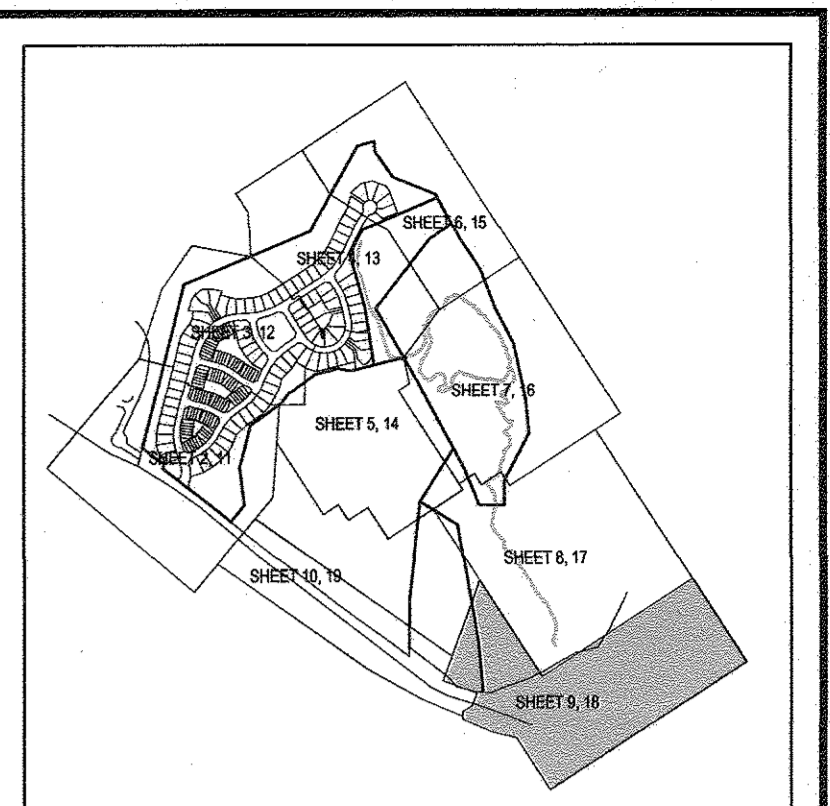 SHEET 6, 15
SHEET 4, 13
SHEET 3, 12
SHEET 7, 16
SHEET 5, 14
SHEET 2, 11
SHEET 8, 17
SHEET 10, 19
SHEET 9, 18